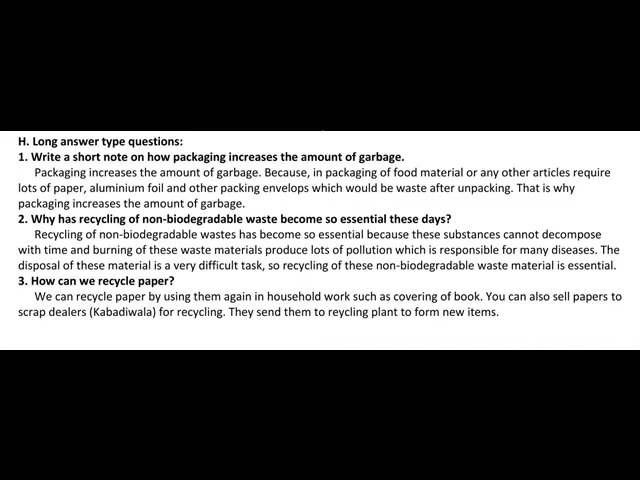 H. Long answer type questions:
1. Write a short note on how packaging increases the amount of garbage.
Packaging increases the amount of garbage. Because, in packaging of food material or any other articles require
lots of paper, aluminium foil and other packing envelops which would be waste after unpacking. That is why
packaging increases the amount of garbage.
2. Why has recycling of non-biodegradable waste become so essential these days?
Recycling of non-biodegradable wastes has become so essential because these substances cannot decompose
with time and burning of these waste materials produce lots of pollution which is responsible for many diseases. The
disposal of these material is a very difficult task, so recycling of these non-biodegradable waste material is essential.
3. How can we recycle paper?
We can recycle paper by using them again in household work such as covering of book. You can also sell papers to
scrap dealers (Kabadiwala) for recycling. They send them to reycling plant to form new items.